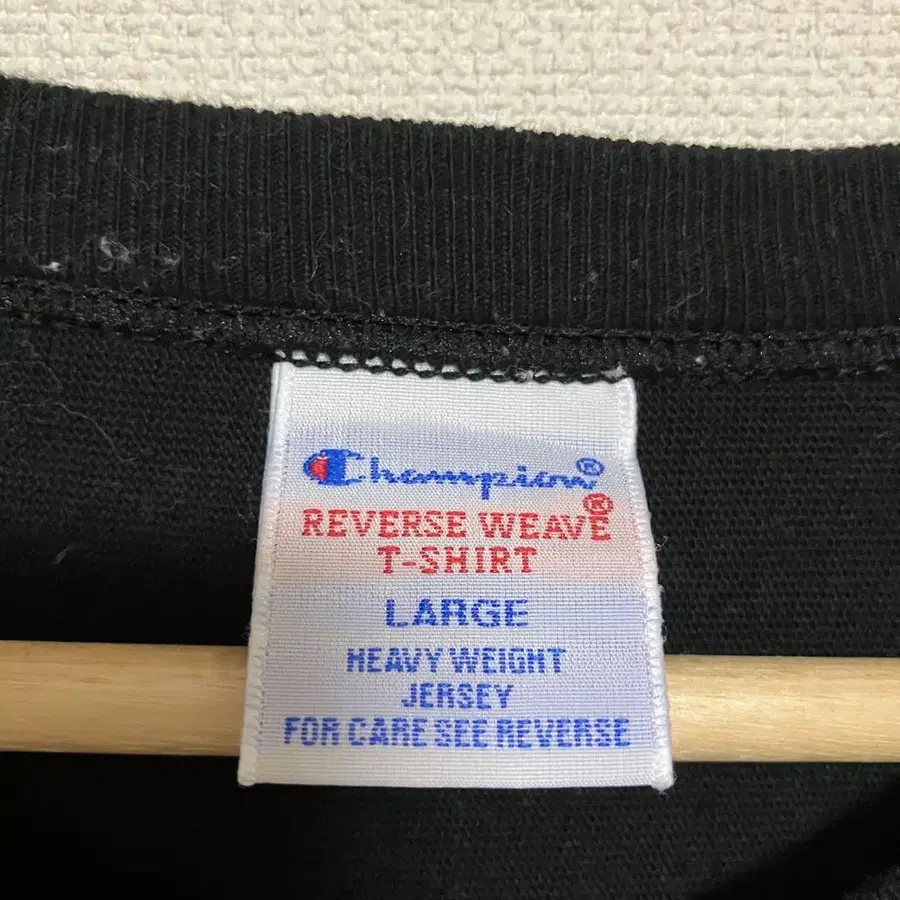 Champion®
REVERSE WEAVE®
T-SHIRT
LARGE
HEAVY WEIGHT
JERSEY
FOR CARE SEE REVERSE